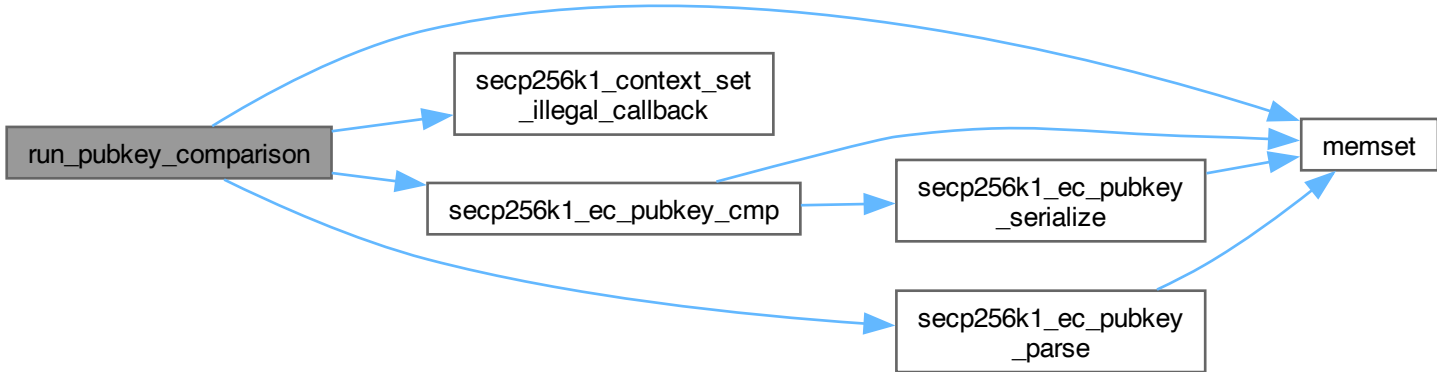 run_pubkey_comparison
secp256k1_context_set
_illegal_callback
secp256k1_ec_pubkey_cmp
secp256k1_ec_pubkey
_serialize
secp256k1_ec_pubkey
_parse
memset